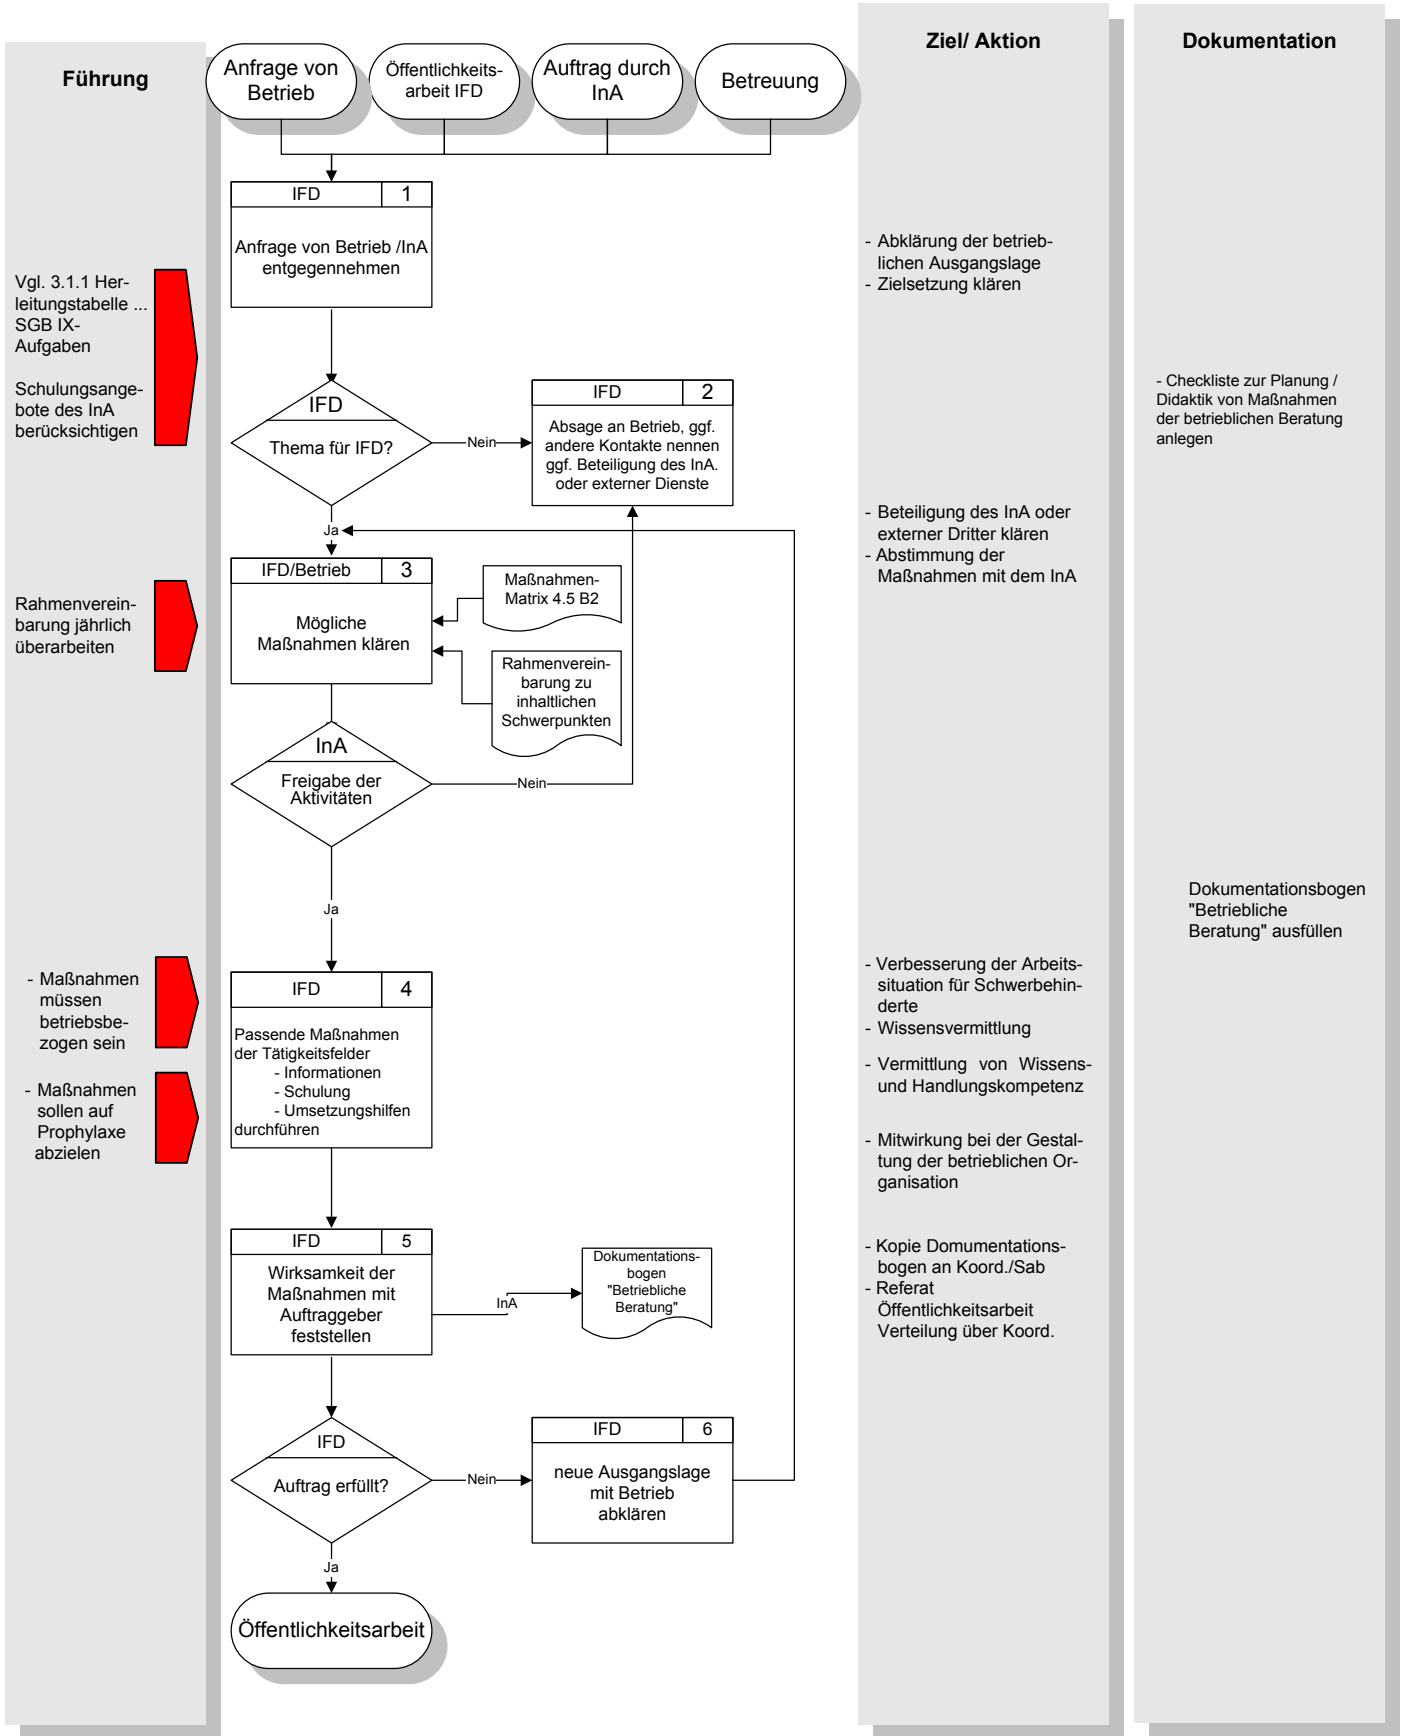 Führung
Anfrage von
Betrieb
Öffentlichkeits-
arbeit IFD
Auftrag durch
InA
Betreuung
Ziel/ Aktion
Dokumentation
IFD
1
Anfrage von Betrieb /InA
entgegennehmen
- Abklärung der betrieb-
lichen Ausgangslage
- Zielsetzung klären
Vgl. 3.1.1 Her-
leitungstabelle ...
SGB IX-
Aufgaben
Schulungsange-
bote des InA
berücksichtigen
IFD
Thema für IFD?
Nein
IFD
2
Absage an Betrieb, ggf.
andere Kontakte nennen
ggf. Beteiligung des InA.
oder externer Dienste
- Checkliste zur Planung /
Didaktik von Maßnahmen
der betrieblichen Beratung
anlegen
Ja
- Beteiligung des InA oder
externer Dritter klären
- Abstimmung der
Maßnahmen mit dem InA
Rahmenverein-
barung jährlich
überarbeiten
IFD/Betrieb
3
Mögliche
Maßnahmen klären
Maßnahmen-
Matrix 4.5 B2
Rahmenverein-
barung zu
inhaltlichen
Schwerpunkten
InA
Freigabe der
Aktivitäten
Nein
Ja
Dokumentationsbogen
"Betriebliche
Beratung" ausfüllen
- Maßnahmen
müssen
betriebsbe-
zogen sein
- Maßnahmen
sollen auf
Prophylaxe
abzielen
IFD
4
Passende Maßnahmen
der Tätigkeitsfelder
- Informationen
- Schulung
- Umsetzungshilfen
durchführen
- Verbesserung der Arbeits-
situation für Schwerbehin-
derte
- Wissensvermittlung
- Vermittlung von Wissens-
und Handlungskompetenz
- Mitwirkung bei der Gestal-
tung der betrieblichen Or-
ganisation
IFD
5
Wirksamkeit der
Maßnahmen mit
Auftraggeber
feststellen
InA
Dokumentations-
bogen
"Betriebliche
Beratung"
- Kopie Domumentations-
bogen an Koord./Sab
- Referat
Öffentlichkeitsarbeit
Verteilung über Koord.
IFD
Auftrag erfüllt?
Nein
IFD
6
neue Ausgangslage
mit Betrieb
abklären
Ja
Öffentlichkeitsarbeit